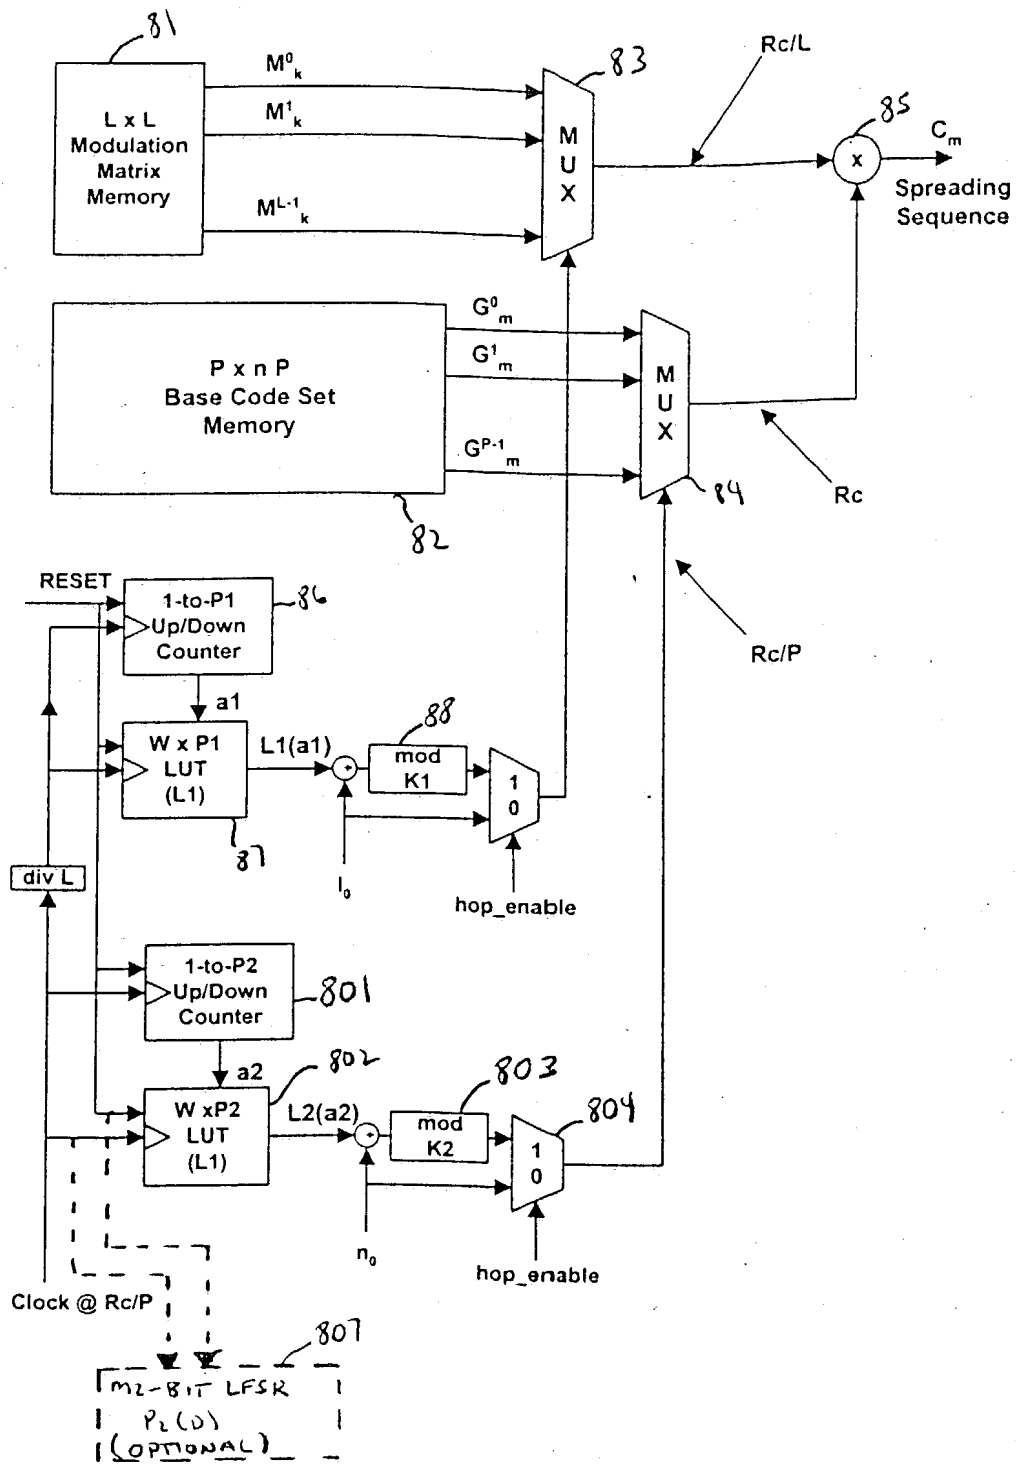 81
L x L
Modulation
Matrix
Memory
M⁰ₖ
M¹ₖ
M^L-1ₖ
83
M
U
X
Rc/L
85
x
Cₘ
Spreading
Sequence
P x n P
Base Code Set
Memory
82
G⁰ₘ
G¹ₘ
G^P-1ₘ
M
U
X
84
Rc
Rc/P
RESET
1-to-P1
Up/Down
Counter
86
a1
W x P1
LUT
(L1)
87
L1(a1)
+
88
mod
K1
1
0
l₀
hop_enable
div L
1-to-P2
Up/Down
Counter
801
a2
802
W xP2
LUT
(L1)
L2(a2)
+
803
mod
K2
804
1
0
n₀
hop_enable
Clock @ Rc/P
807
M2-BIT LFSR
P₂(D)
(OPTIONAL)